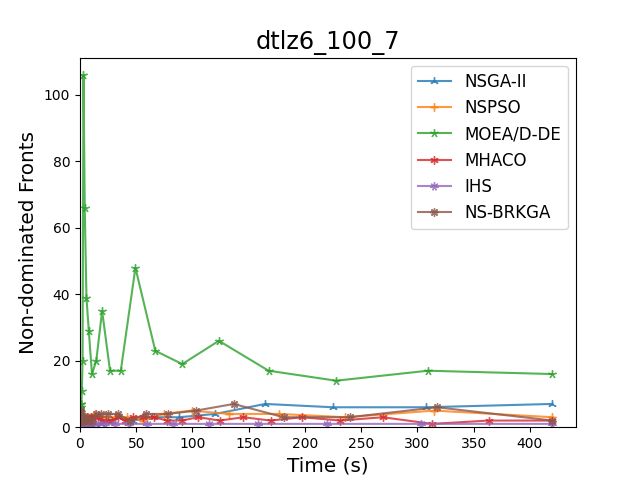 dtlz6_100_7
Non-dominated Fronts
100
80
60
40
20
0
0 50 100 150 200 250 300 350 400
Time (s)
NSGA-II
NSPSO
MOEA/D-DE
MHACO
IHS
NS-BRKGA